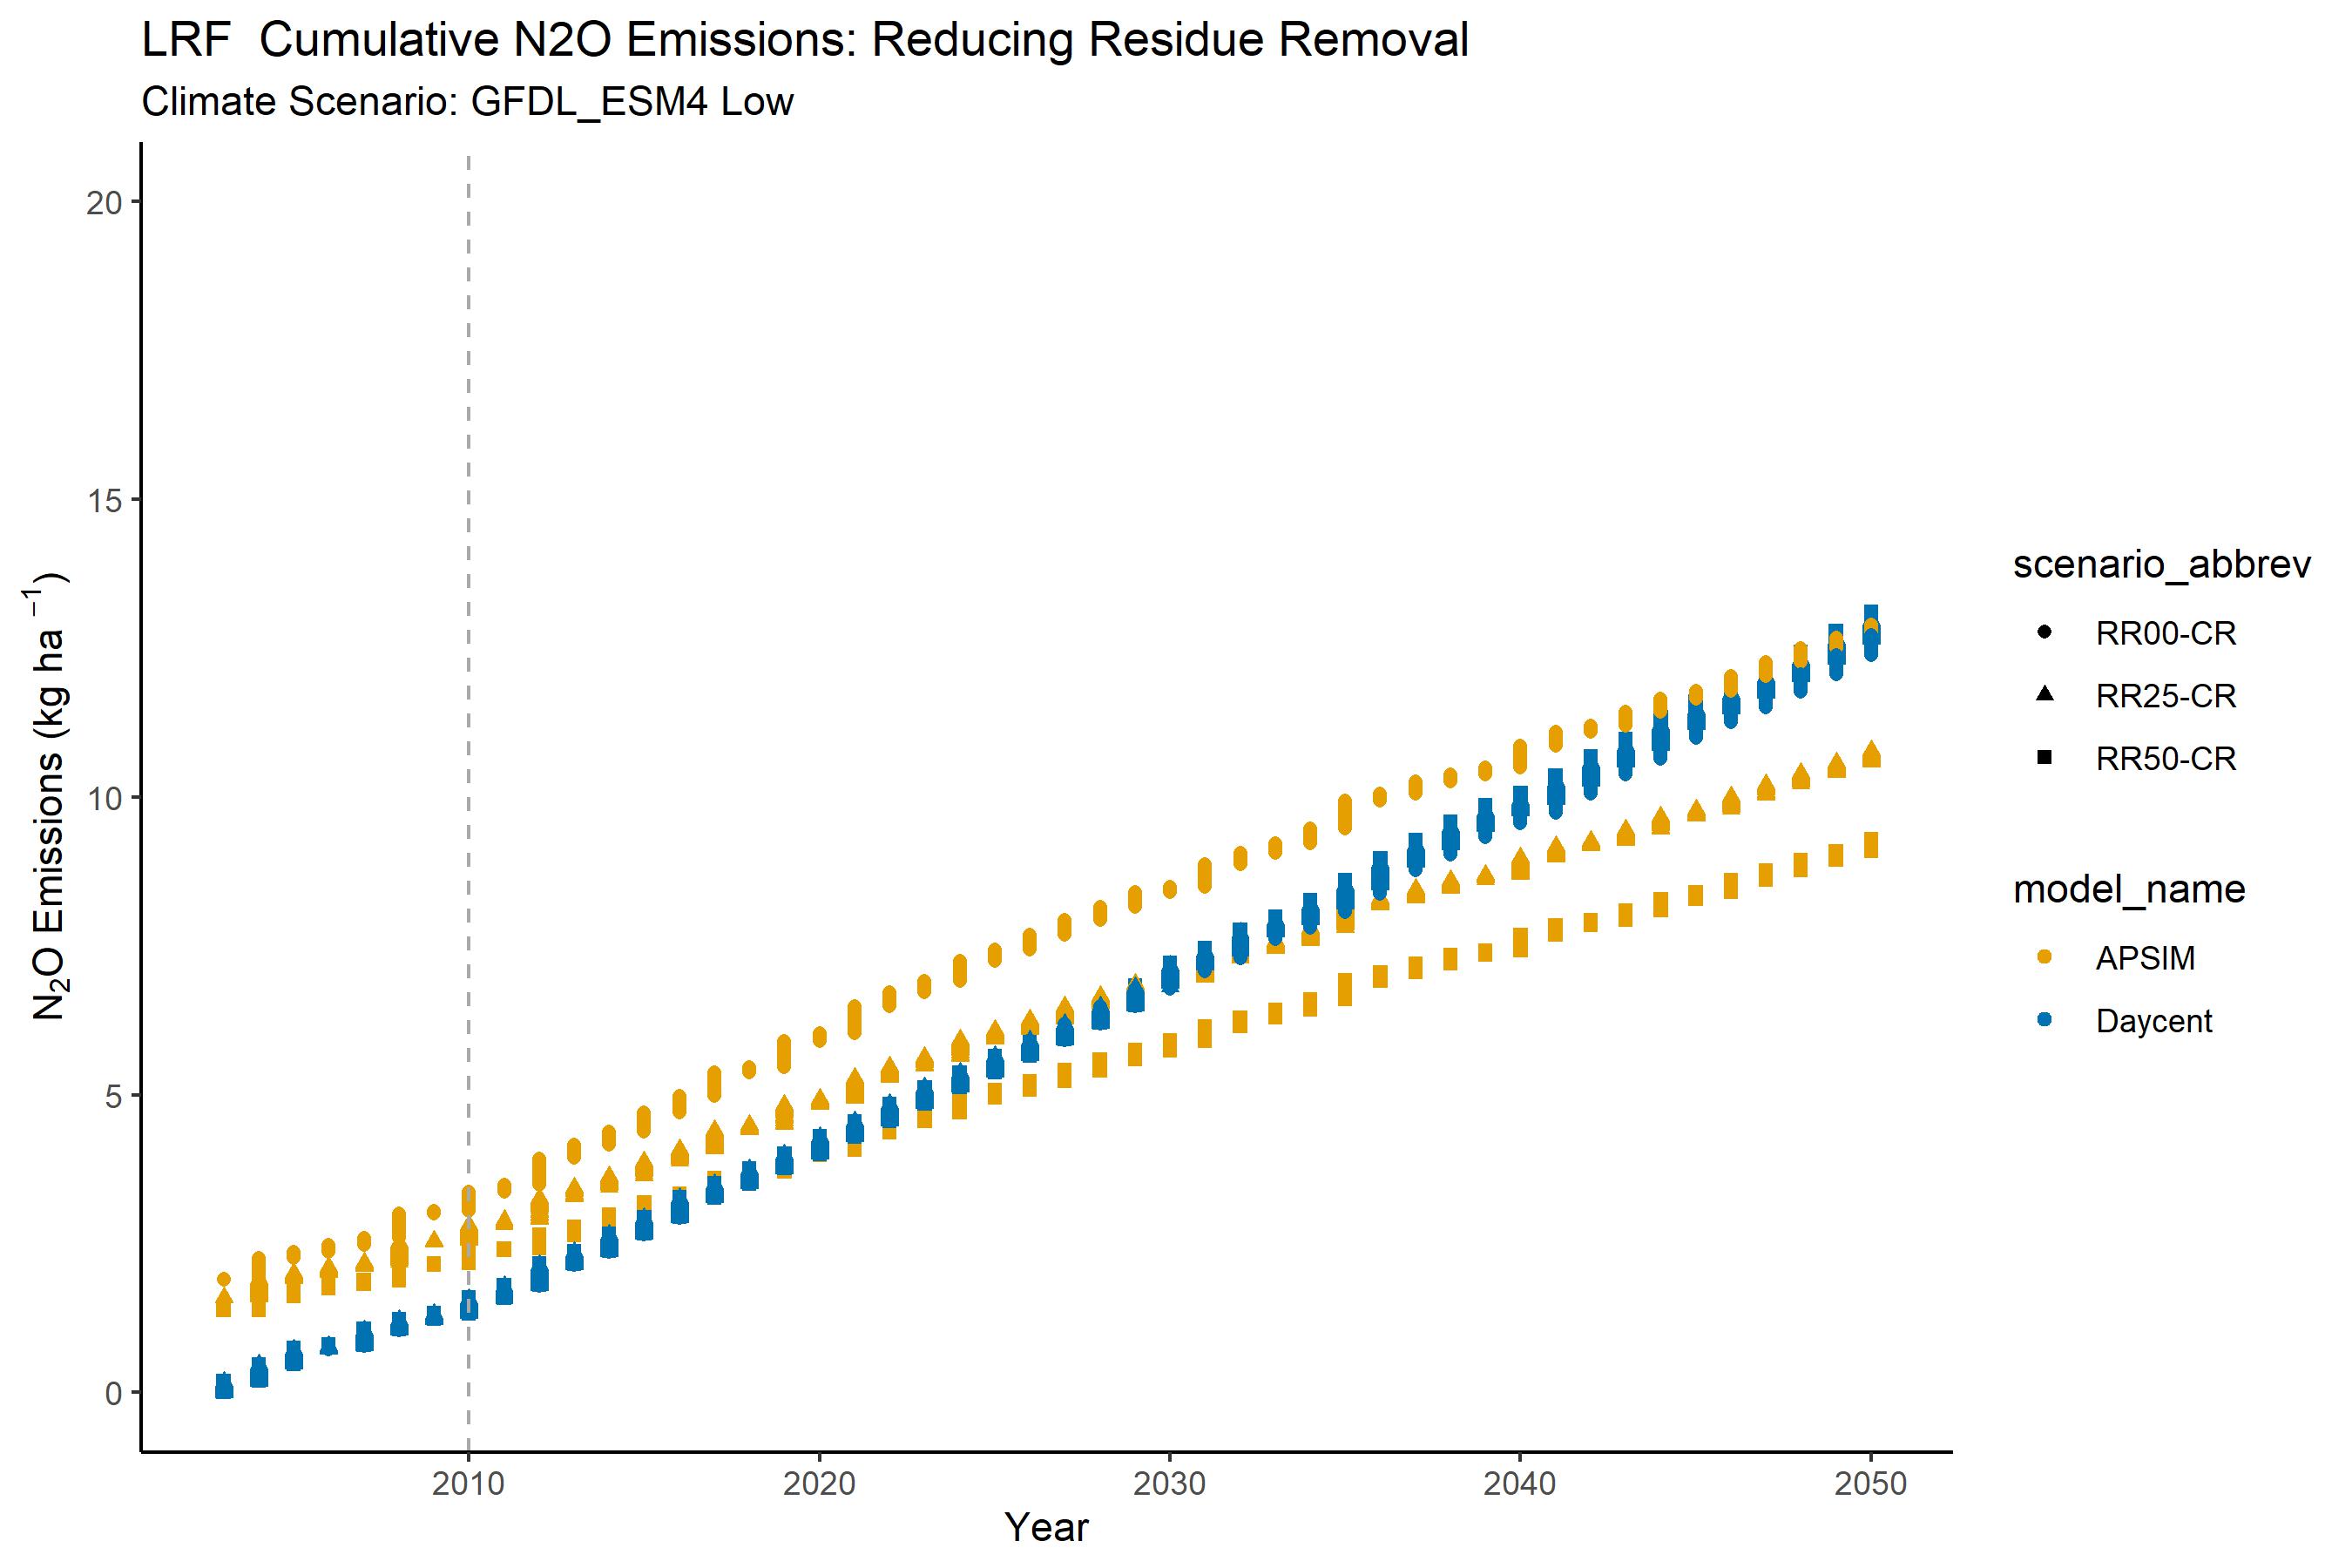 LRF  Cumulative N2O Emissions: Reducing Residue Removal
Climate Scenario: GFDL_ESM4 Low
N₂O Emissions (kg ha ⁻¹)
20
15
10
5
0
2010
2020
2030
2040
2050
Year
scenario_abbrev
RR00-CR
RR25-CR
RR50-CR
model_name
APSIM
Daycent